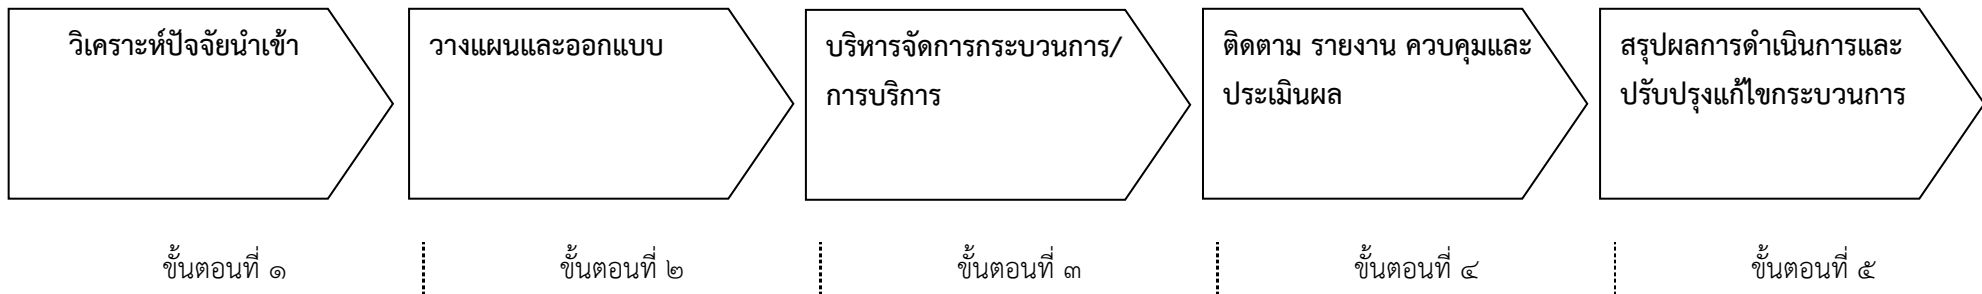 วิเคราะห์ปัจจัยนำเข้า
วางแผนและออกแบบ
บริหารจัดการกระบวนการ/
การบริการ
ติดตาม รายงาน ควบคุมและ
ประเมินผล
สรุปผลการดำเนินการและ
ปรับปรุงแก้ไขกระบวนการ
ขั้นตอนที่ ๑
ขั้นตอนที่ ๒
ขั้นตอนที่ ๓
ขั้นตอนที่ ๔
ขั้นตอนที่ ๕